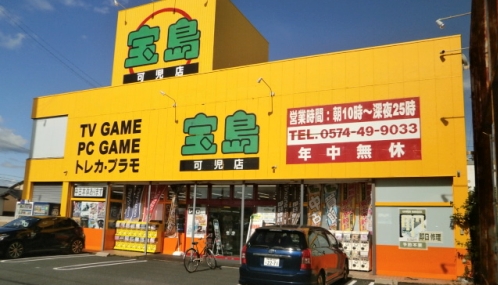 宝島
可児店
TV GAME
PC GAME
トレカ・プラモ
宝島
可児店
営業時間：朝10時〜深夜25時
TEL. 0574-49-9033
年中無休